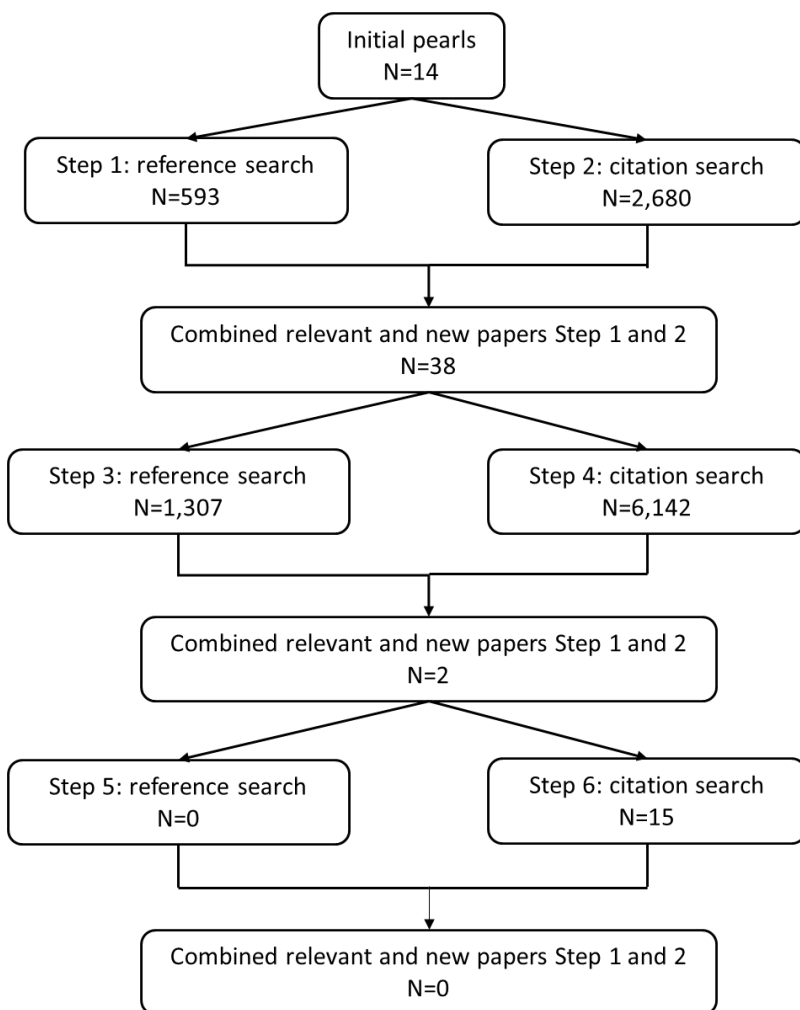 Initial pearls
N=14
Step 1: reference search
N=593
Step 2: citation search
N=2,680
Combined relevant and new papers Step 1 and 2
N=38
Step 3: reference search
N=1,307
Step 4: citation search
N=6,142
Combined relevant and new papers Step 1 and 2
N=2
Step 5: reference search
N=0
Step 6: citation search
N=15
Combined relevant and new papers Step 1 and 2
N=0